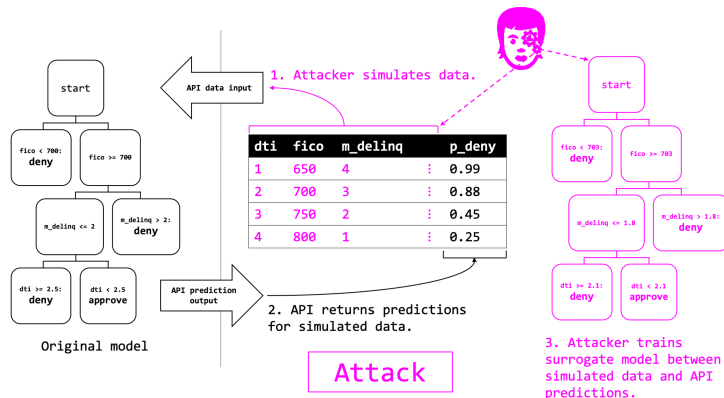 start
fico < 700:
deny
fico >= 700
m_delinq <= 2
m_delinq > 2:
deny
dti >= 2.5:
deny
dti < 2.5
approve
Original model
API data input
API prediction
output
1. Attacker simulates data.
dti fico m_delinq p_deny
1 650 4 ⋮ 0.99
2 700 3 ⋮ 0.88
3 750 2 ⋮ 0.45
4 800 1 ⋮ 0.25
2. API returns predictions
for simulated data.
Attack
start
fico < 703:
deny
fico >= 703
m_delinq <= 1.8
m_delinq > 1.8:
deny
dti >= 2.1:
deny
dti < 2.1
approve
3. Attacker trains
surrogate model between
simulated data and API
predictions.